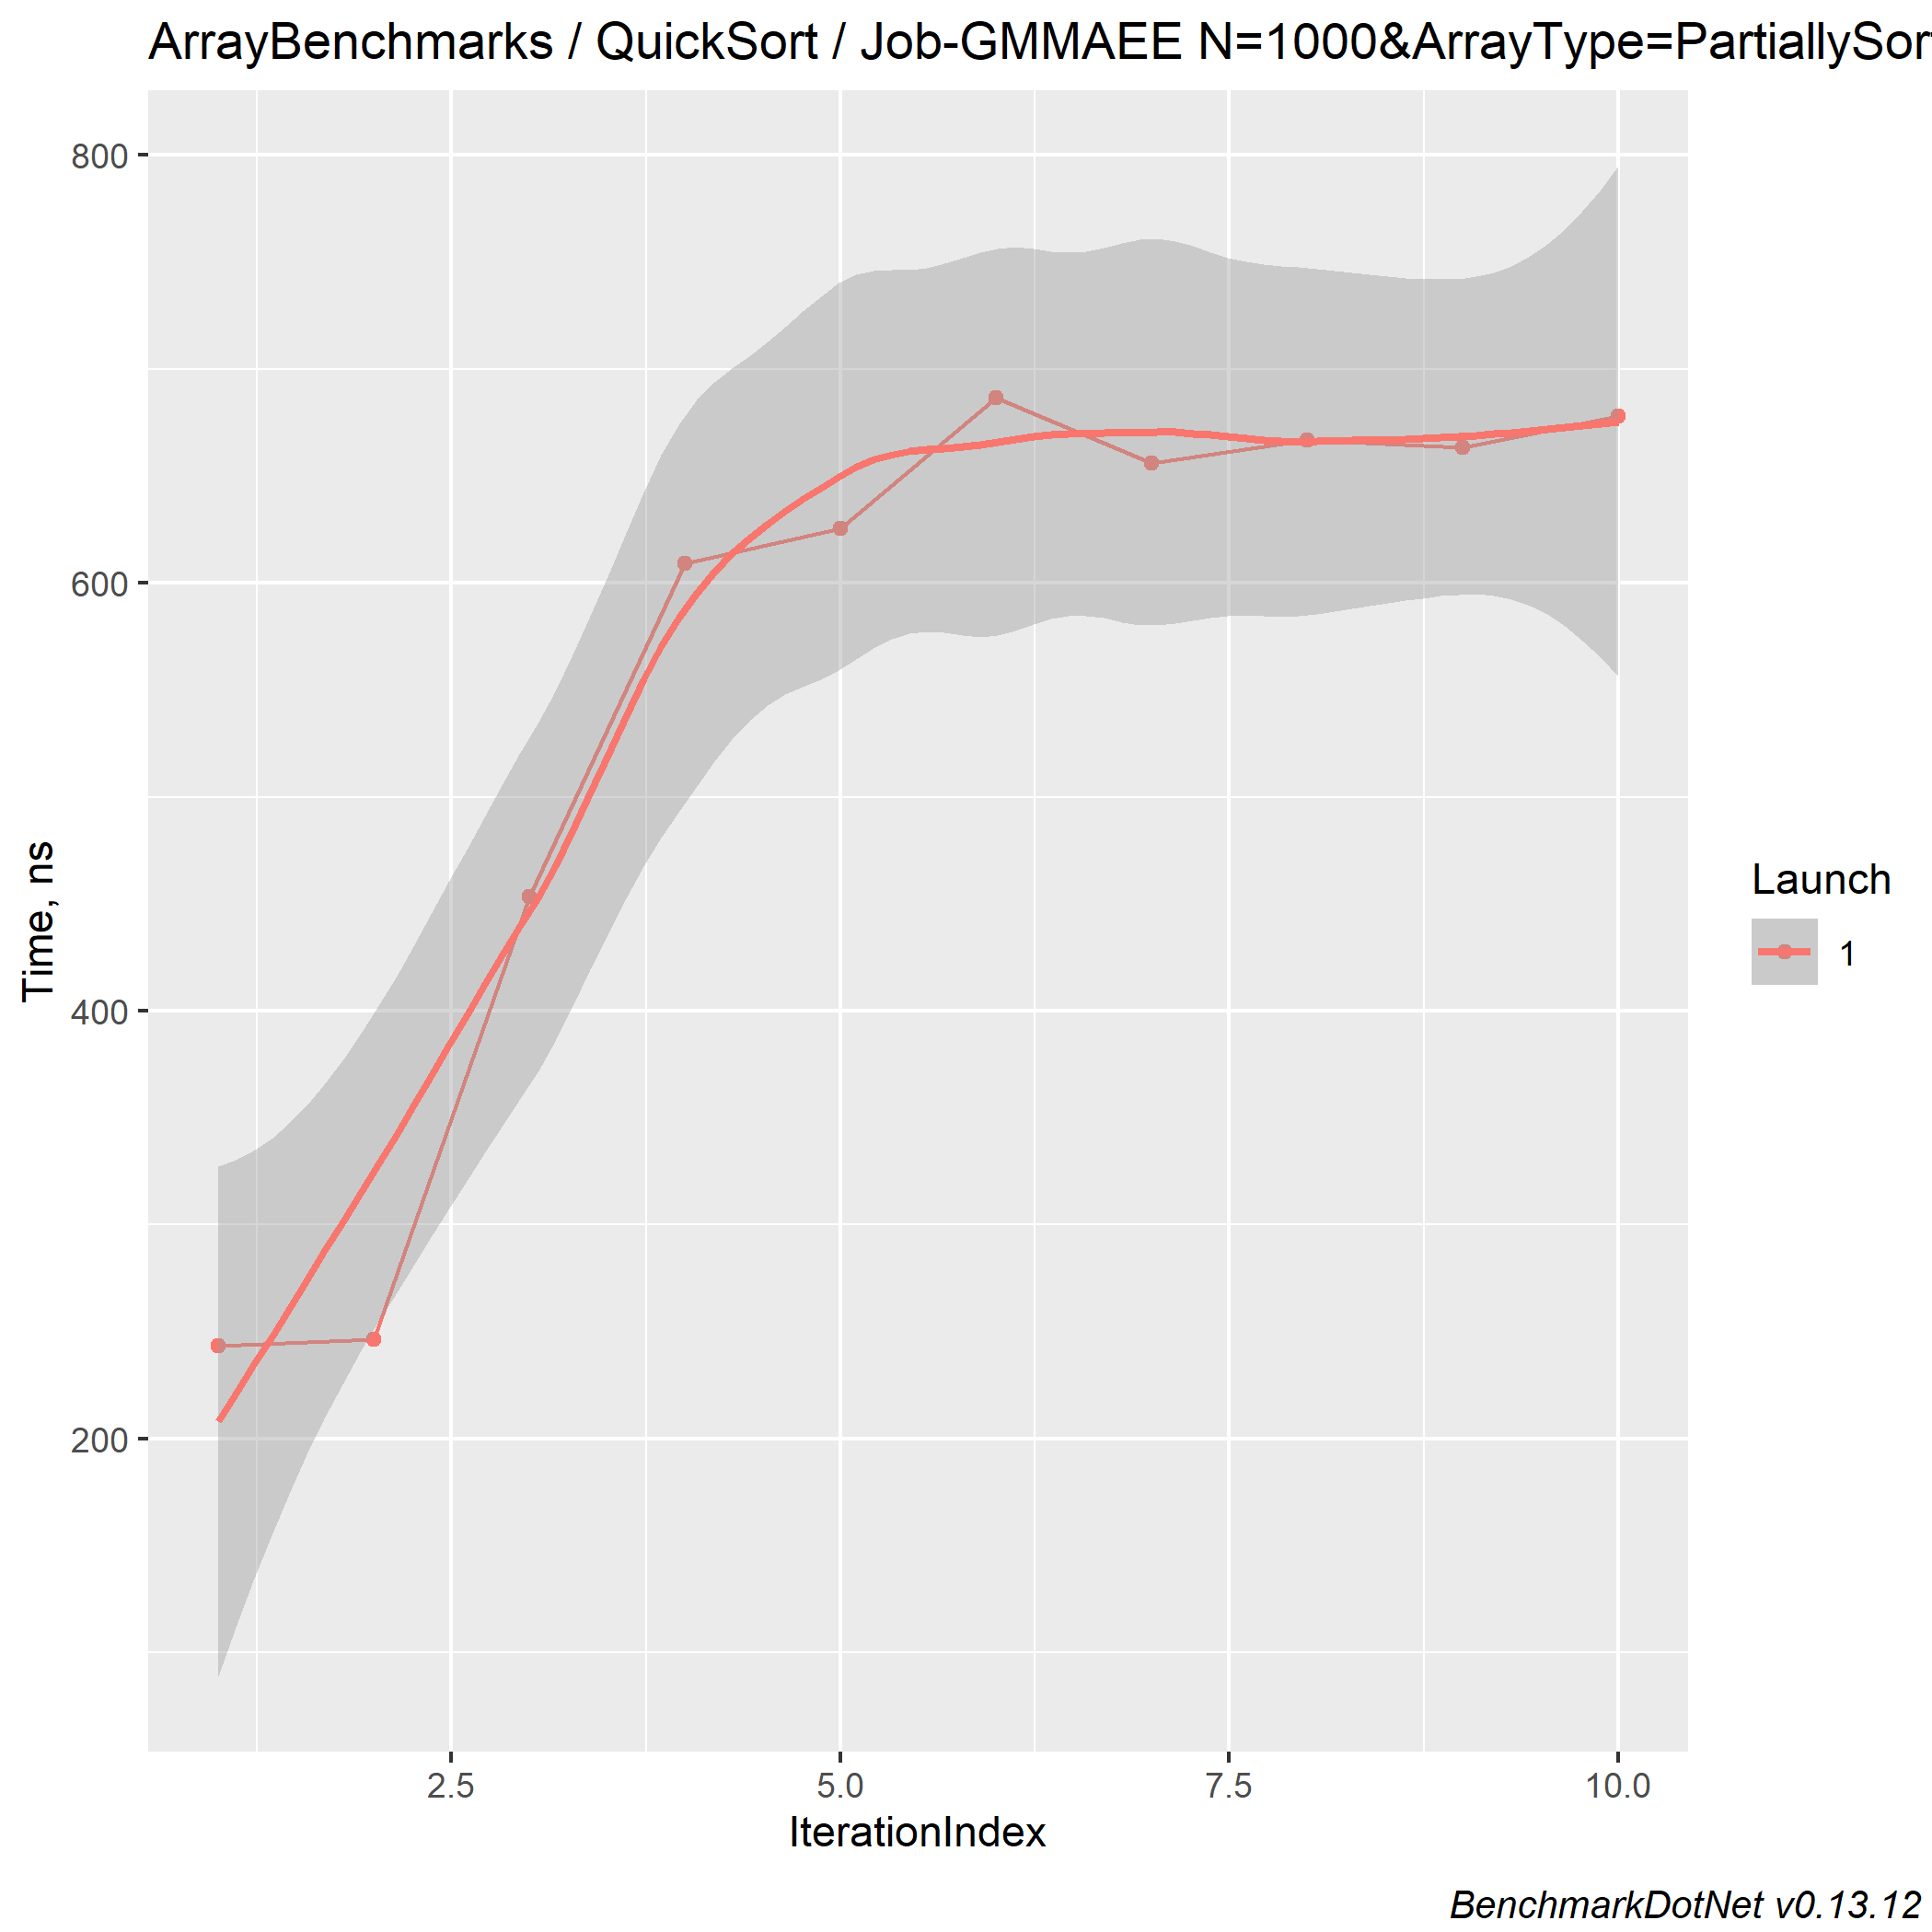 ArrayBenchmarks / QuickSort / Job-GMMAEE N=1000&ArrayType=PartiallySort
800
600
400
200
Time, ns
2.5 5.0 7.5 10.0
IterationIndex
Launch
1
BenchmarkDotNet v0.13.12